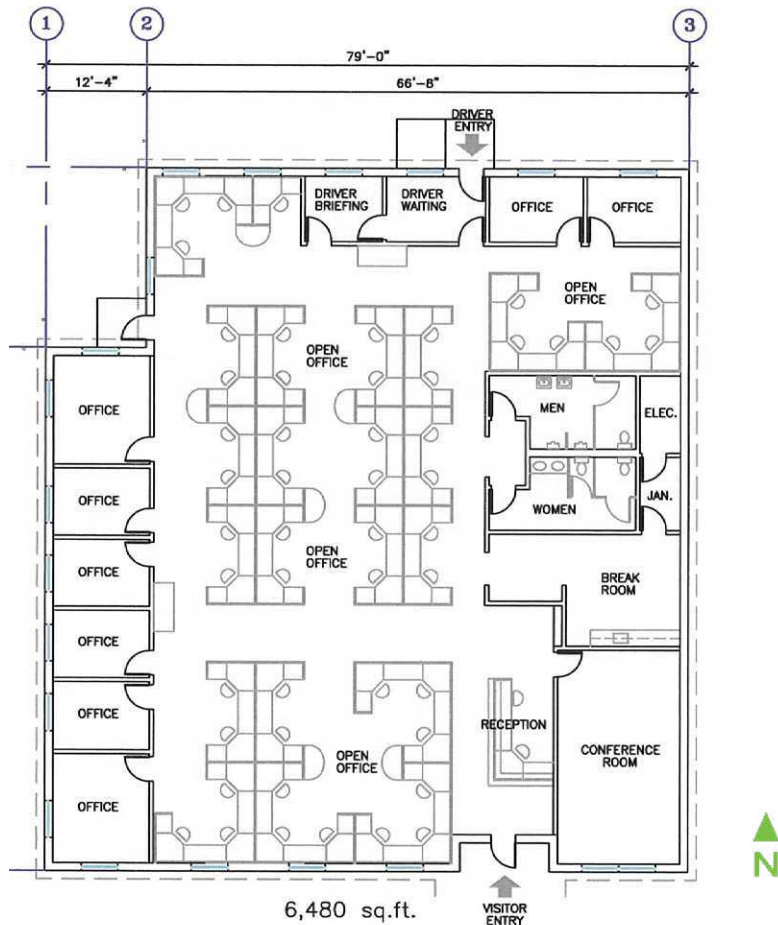 1
2
3
79'-0"
12'-4"
66'-8"
DRIVER
ENTRY
DRIVER
BRIEFING
DRIVER
WAITING
OFFICE
OFFICE
OPEN
OFFICE
OPEN
OFFICE
OFFICE
MEN
ELEC.
OFFICE
JAN.
WOMEN
OPEN
OFFICE
OFFICE
BREAK
ROOM
OFFICE
OFFICE
RECEPTION
OPEN
OFFICE
CONFERENCE
ROOM
OFFICE
N
6,480 sq.ft.
VISITOR
ENTRY